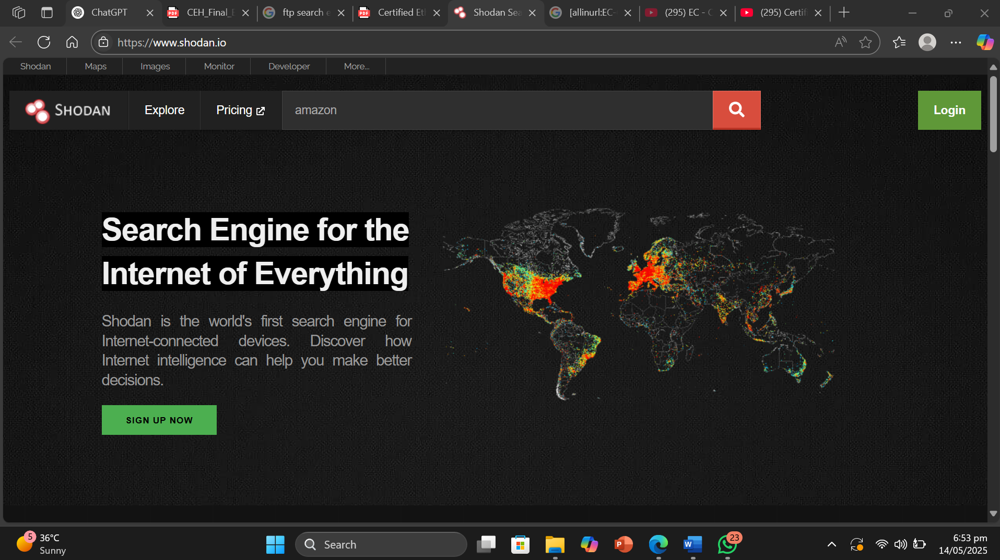 ChatGPT
CEH_Final_E
ftp search e
Certified Et
Shodan Sea
[allinurl:EC-
(295) EC - C
(295) Certif
https://www.shodan.io
Shodan
Maps
Images
Monitor
Developer
More...
SHODAN
Explore
Pricing
amazon
Login
Search Engine for the
Internet of Everything
Shodan is the world's first search engine for
Internet-connected devices. Discover how
Internet intelligence can help you make better
decisions.
SIGN UP NOW
5
36°C
Sunny
Search
23
6:53 pm
14/05/2025